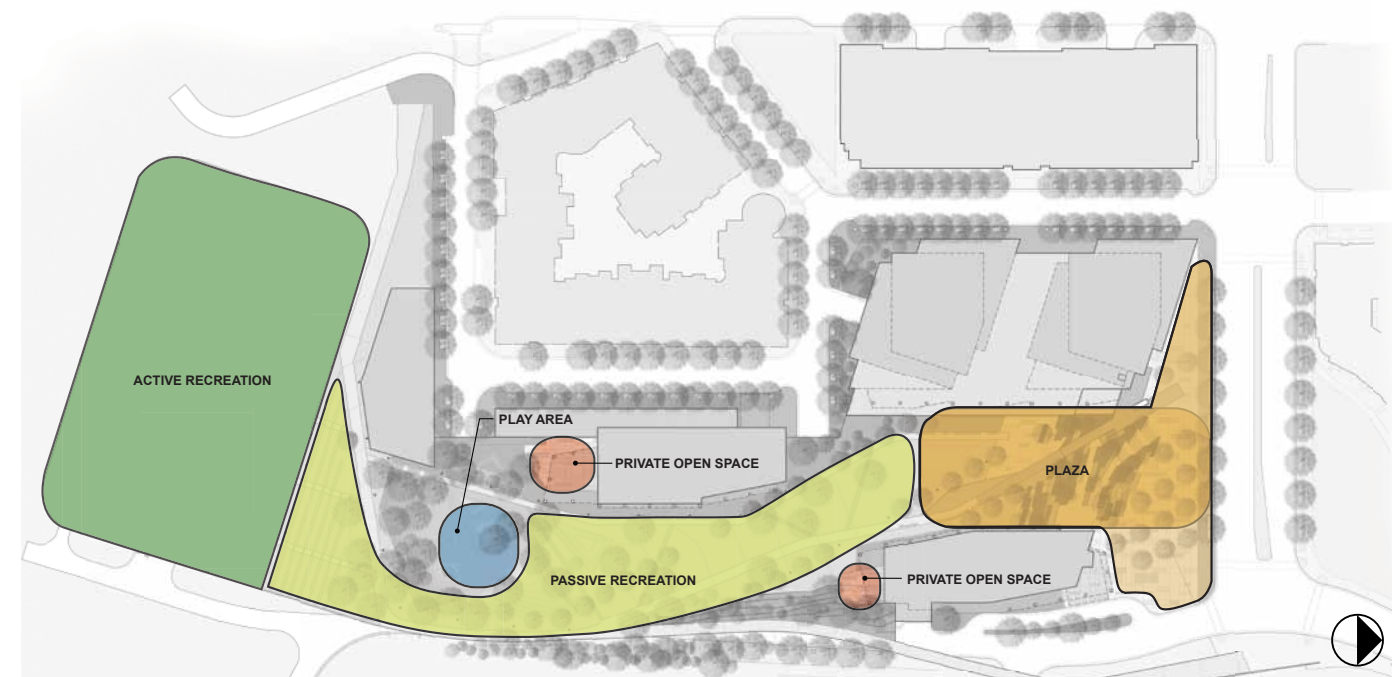 ACTIVE RECREATION
PLAY AREA
PRIVATE OPEN SPACE
PLAZA
PASSIVE RECREATION
PRIVATE OPEN SPACE